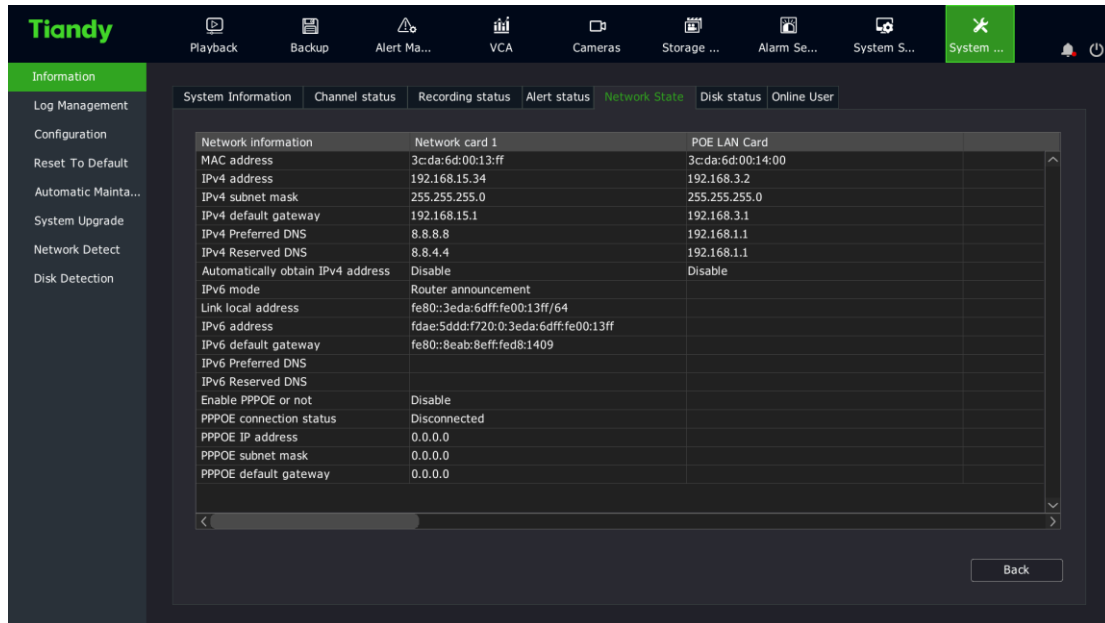 Tiandy
Playback Backup Alert Ma... VCA Cameras Storage ... Alarm Se... System S... System ...
Information
Log Management
Configuration
Reset To Default
Automatic Mainta...
System Upgrade
Network Detect
Disk Detection
System Information Channel status Recording status Alert status Network State Disk status Online User
Network information Network card 1 POE LAN Card
MAC address 3c:da:6d:00:13:ff 3c:da:6d:00:14:00
IPv4 address 192.168.15.34 192.168.3.2
IPv4 subnet mask 255.255.255.0 255.255.255.0
IPv4 default gateway 192.168.15.1 192.168.3.1
IPv4 Preferred DNS 8.8.8.8 192.168.1.1
IPv4 Reserved DNS 8.8.4.4 192.168.1.1
Automatically obtain IPv4 address Disable Disable
IPv6 mode Router announcement
Link local address fe80::3eda:6dff:fe00:13ff/64
IPv6 address fdae:5ddd:f720:0:3eda:6dff:fe00:13ff
IPv6 default gateway fe80::8eab:8eff:fed8:1409
IPv6 Preferred DNS
IPv6 Reserved DNS
Enable PPPOE or not Disable
PPPOE connection status Disconnected
PPPOE IP address 0.0.0.0
PPPOE subnet mask 0.0.0.0
PPPOE default gateway 0.0.0.0
Back